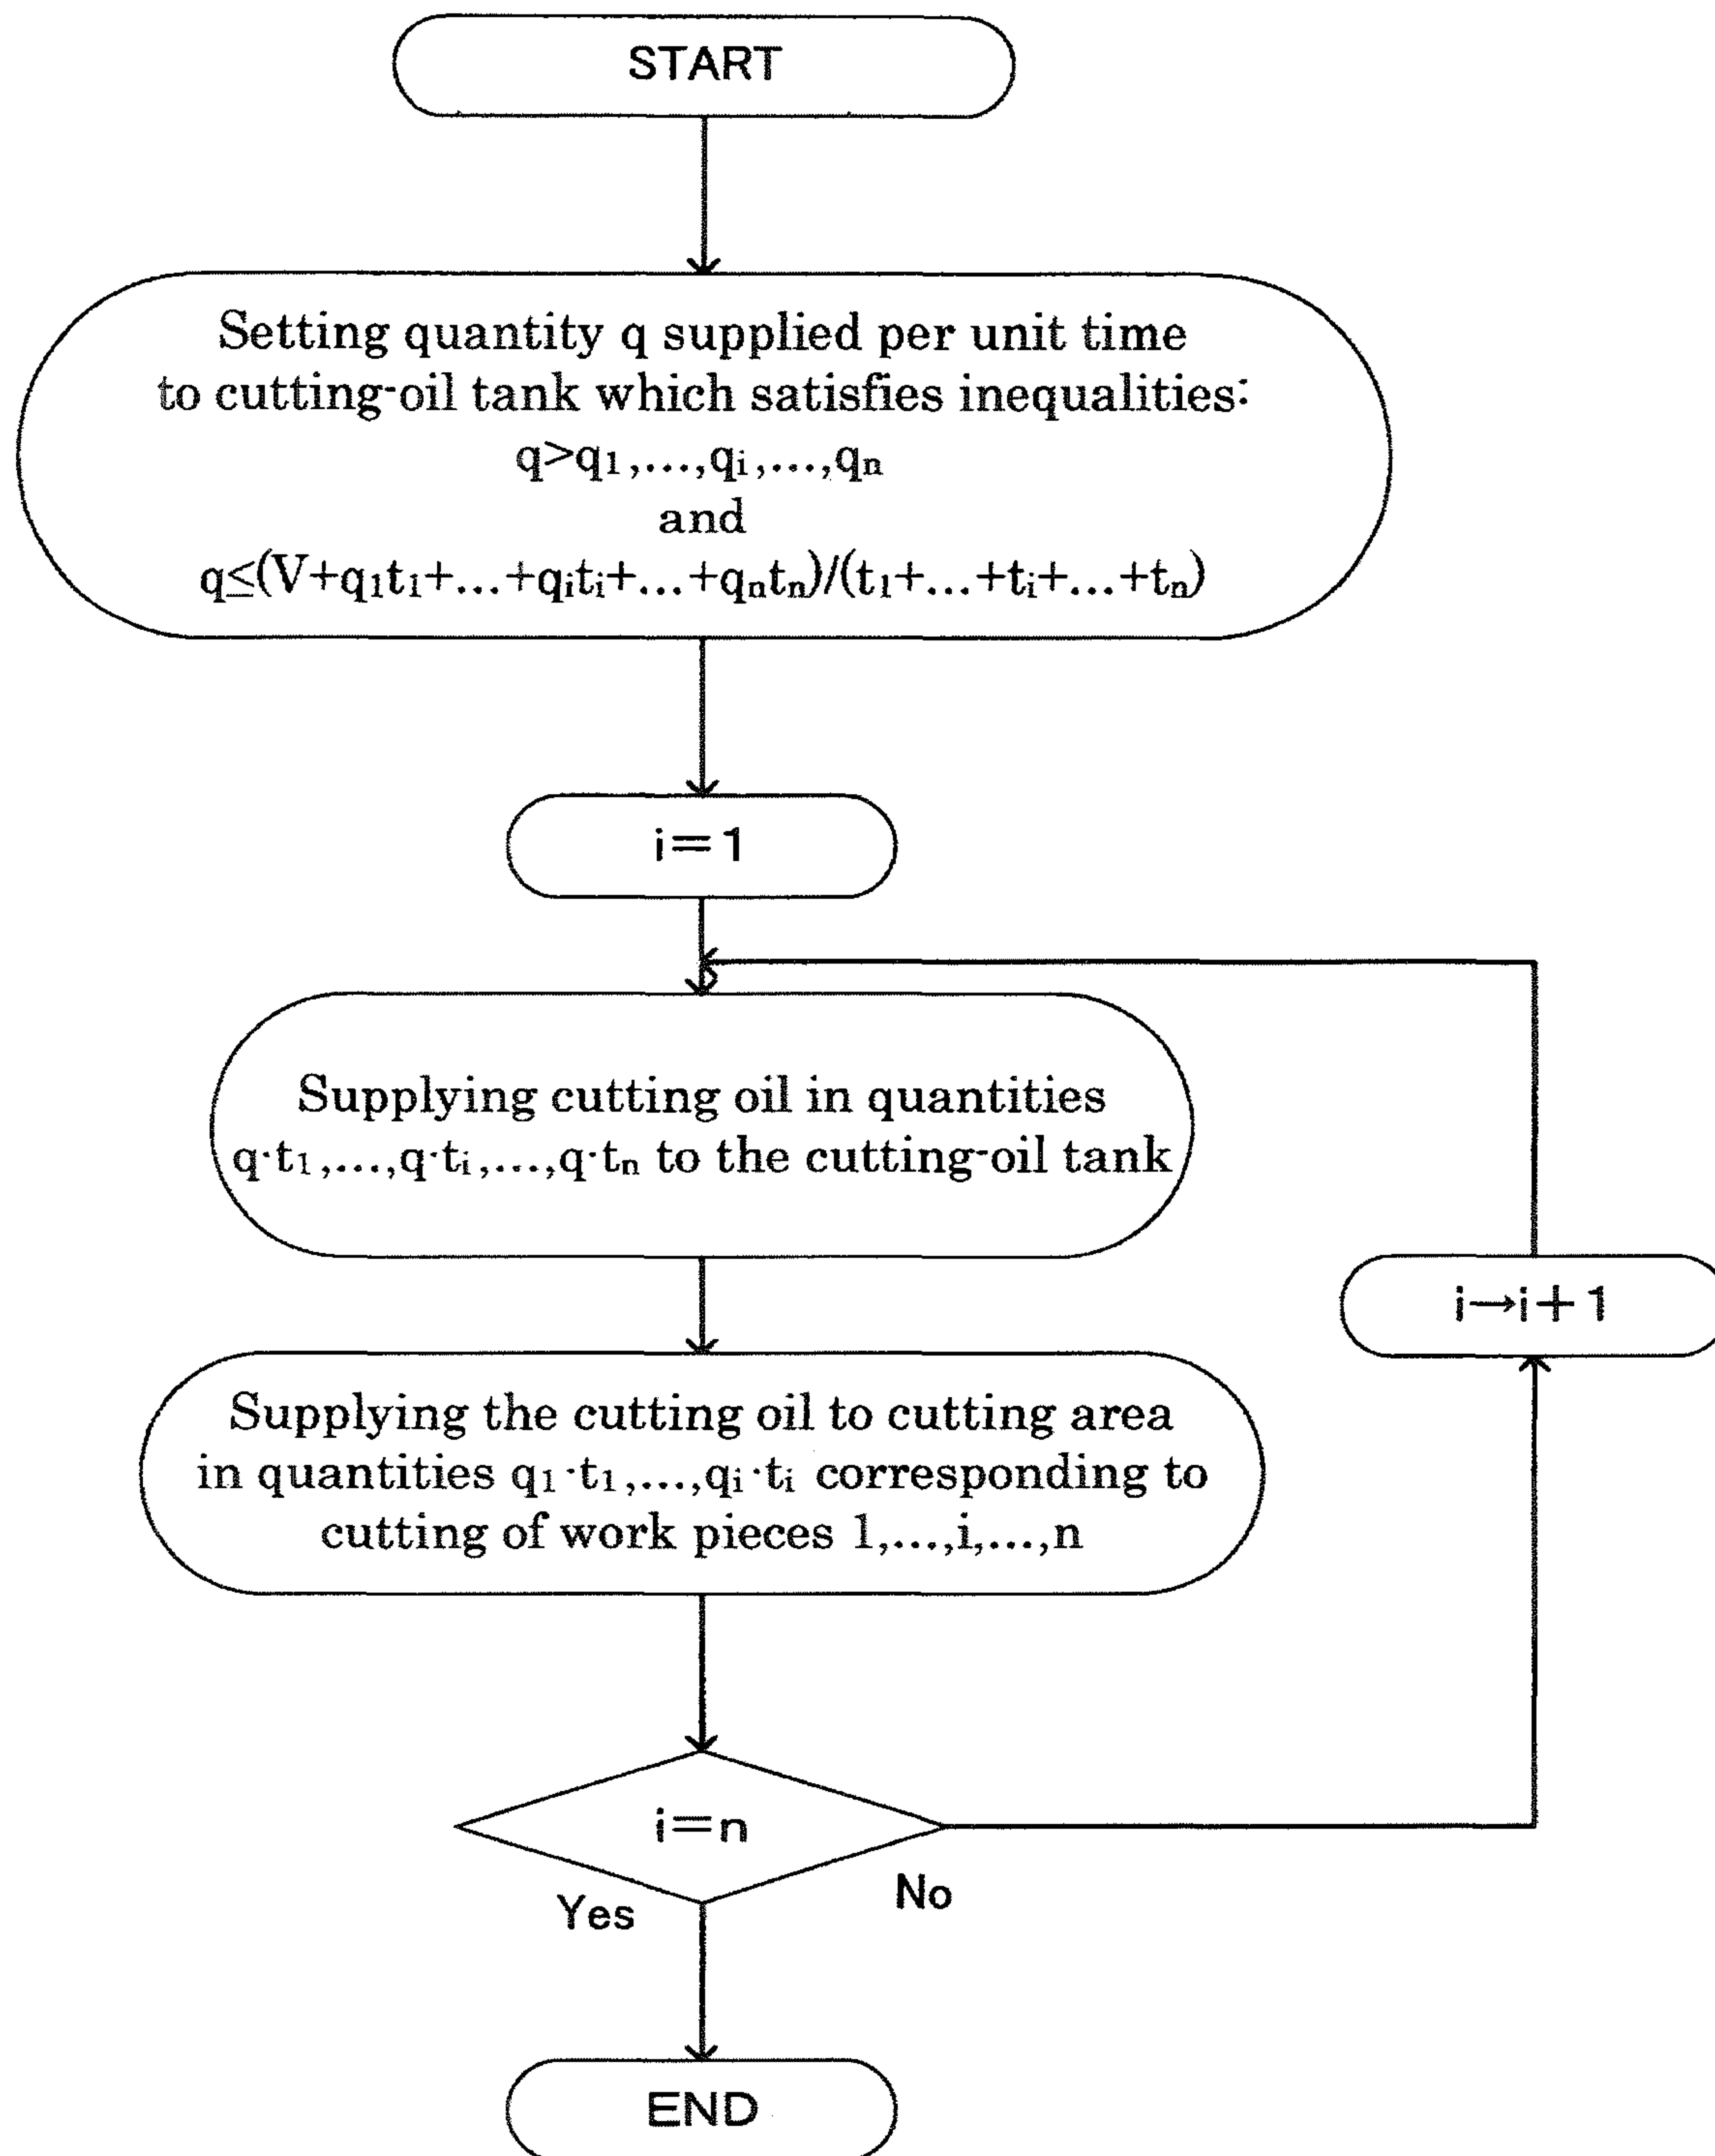 START
Setting quantity q supplied per unit time
to cutting-oil tank which satisfies inequalities:
q>q₁,...,qᵢ,...,qₙ
and
q≤(V+q₁t₁+...+qᵢtᵢ+...+qₙtₙ)/(t₁+...+tᵢ+...+tₙ)
i=1
Supplying cutting oil in quantities
q·t₁,...,q·tᵢ,...,q·tₙ to the cutting-oil tank
i→i+1
Supplying the cutting oil to cutting area
in quantities q₁·t₁,...,qᵢ·tᵢ corresponding to
cutting of work pieces 1,...,i,...,n
i=n
No
Yes
END